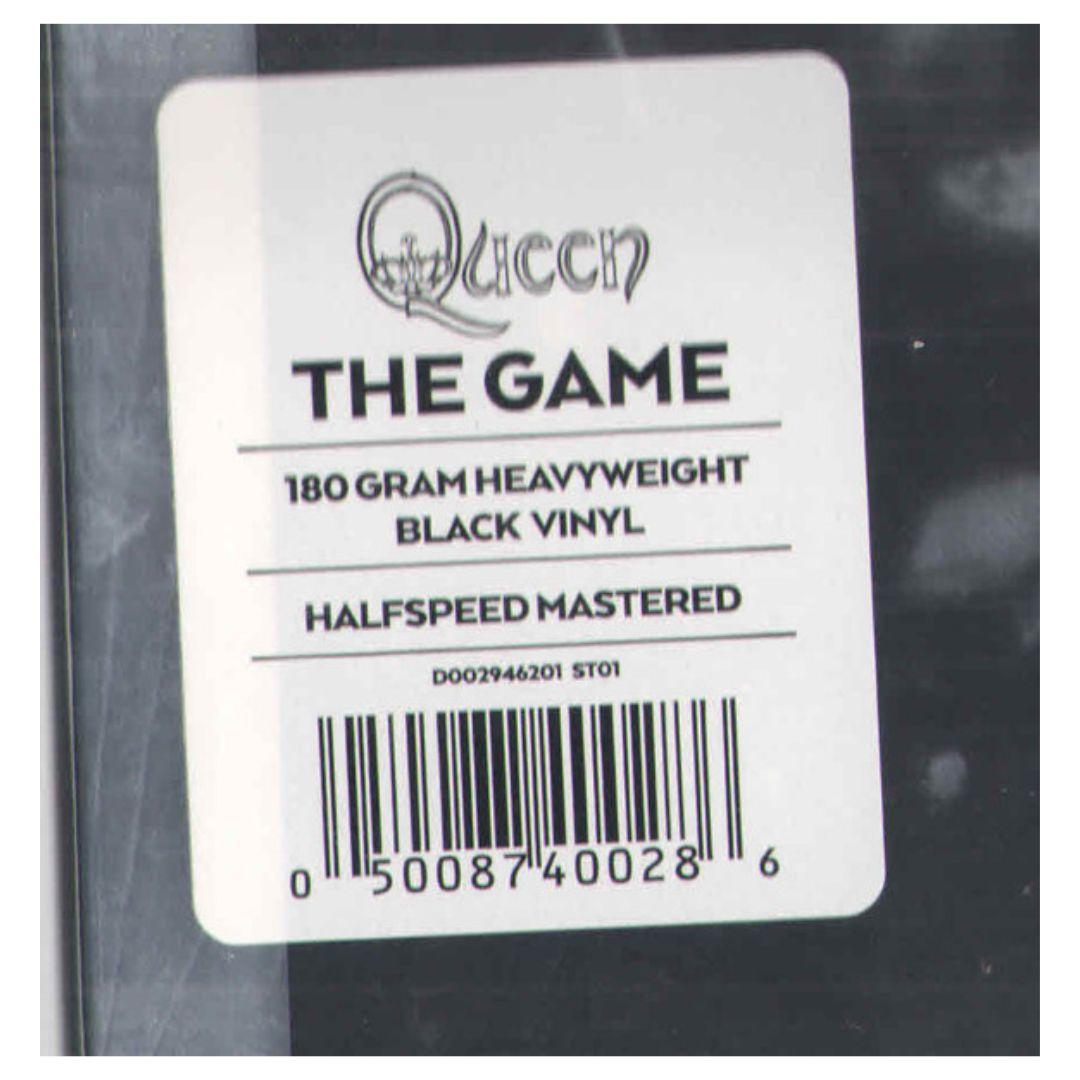 Queen
THE GAME
180 GRAM HEAVYWEIGHT
BLACK VINYL
HALFSPEED MASTERED
D002946201 ST01
0 50087 40028 6